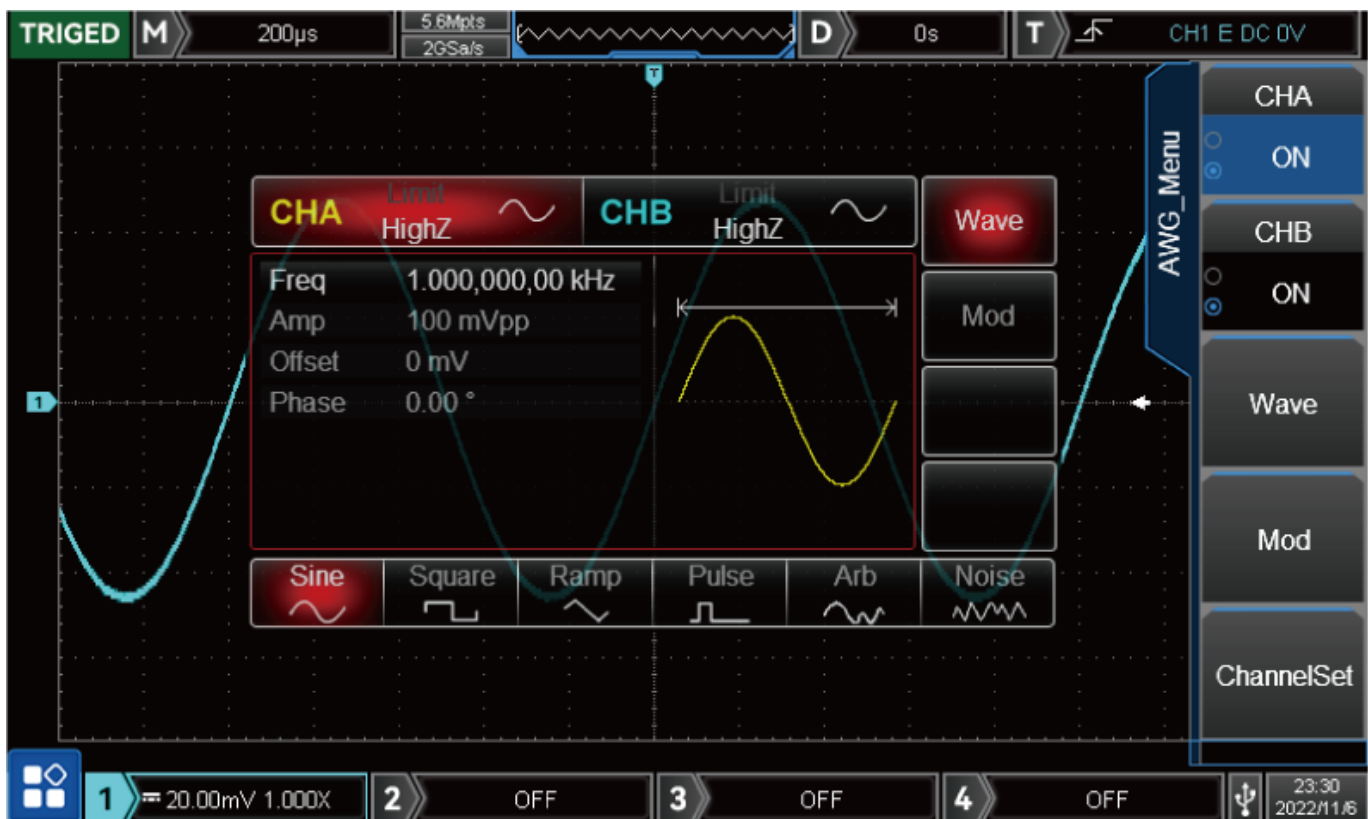 TRIGED M 200μs 5.6Mpts D 0s T CH1 E DC 0V
2GSa/s
T
CHA
ON
AWG_Menu
CHB
ON
Wave
Mod
ChannelSet
CHA Limit CHB Limit Wave
HighZ HighZ
Freq 1.000,000,00 kHz
Amp 100 mVpp Mod
Offset 0 mV
Phase 0.00 °
1
Sine Square Ramp Pulse Arb Noise
1 20.00mV 1.000X 2 OFF 3 OFF 4 OFF 23:30
2022/11/6